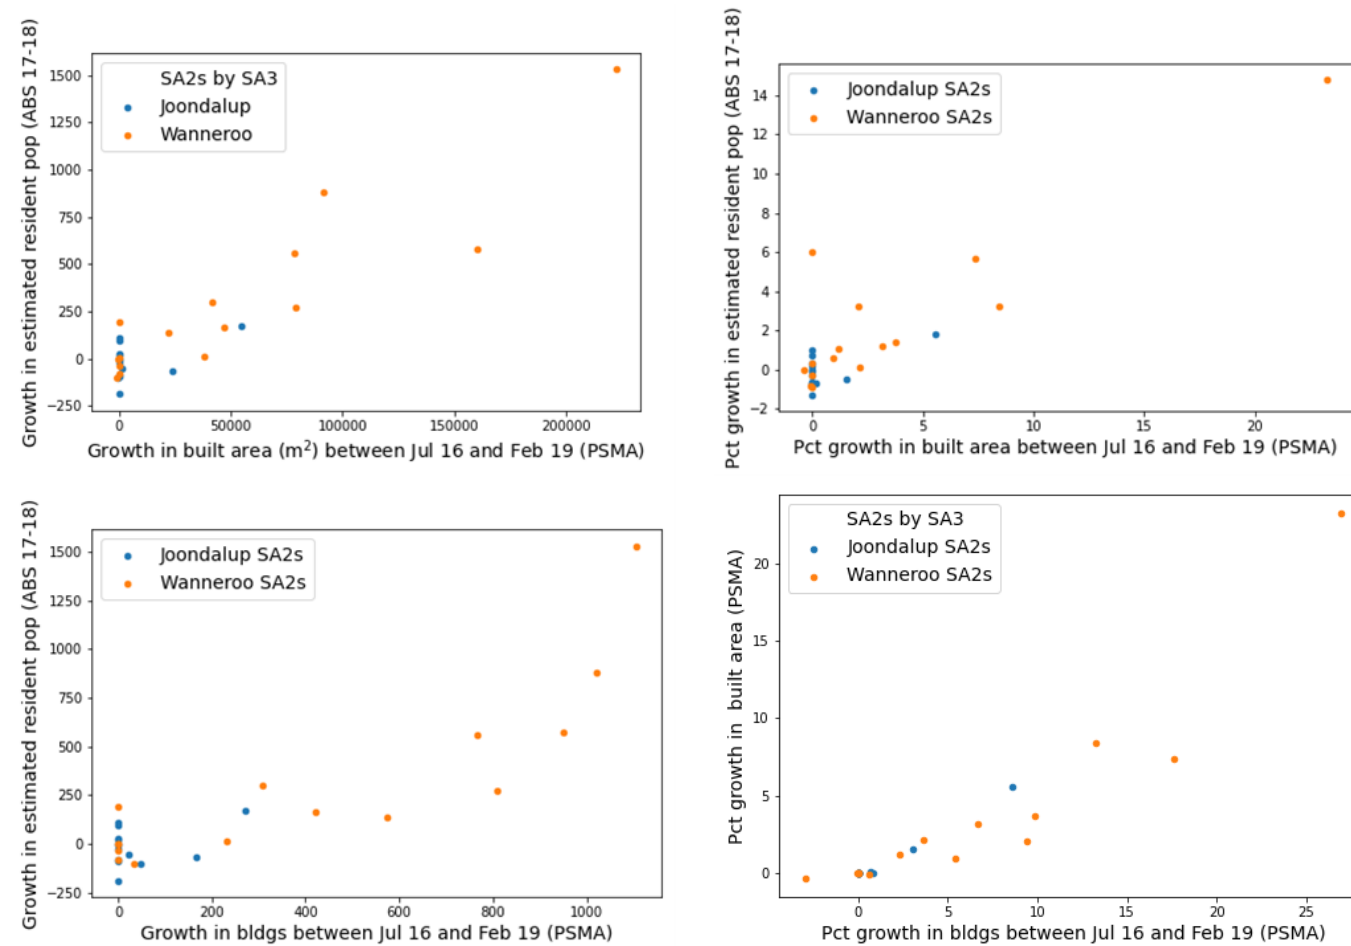 Growth in estimated resident pop (ABS 17-18)
1500
1250
1000
750
500
250
0
−250
SA2s by SA3
Joondalup
Wanneroo
0
50000
100000
150000
200000
Growth in built area (m²) between Jul 16 and Feb 19 (PSMA)
Pct growth in estimated resident pop (ABS 17-18)
14
12
10
8
6
4
2
0
−2
Joondalup SA2s
Wanneroo SA2s
0
5
10
15
20
Pct growth in built area between Jul 16 and Feb 19 (PSMA)
Growth in estimated resident pop (ABS 17-18)
1500
1250
1000
750
500
250
0
−250
Joondalup SA2s
Wanneroo SA2s
0
200
400
600
800
1000
Growth in bldgs between Jul 16 and Feb 19 (PSMA)
Pct growth in built area (PSMA)
20
15
10
5
0
SA2s by SA3
Joondalup SA2s
Wanneroo SA2s
0
5
10
15
20
25
Pct growth in bldgs between Jul 16 and Feb 19 (PSMA)